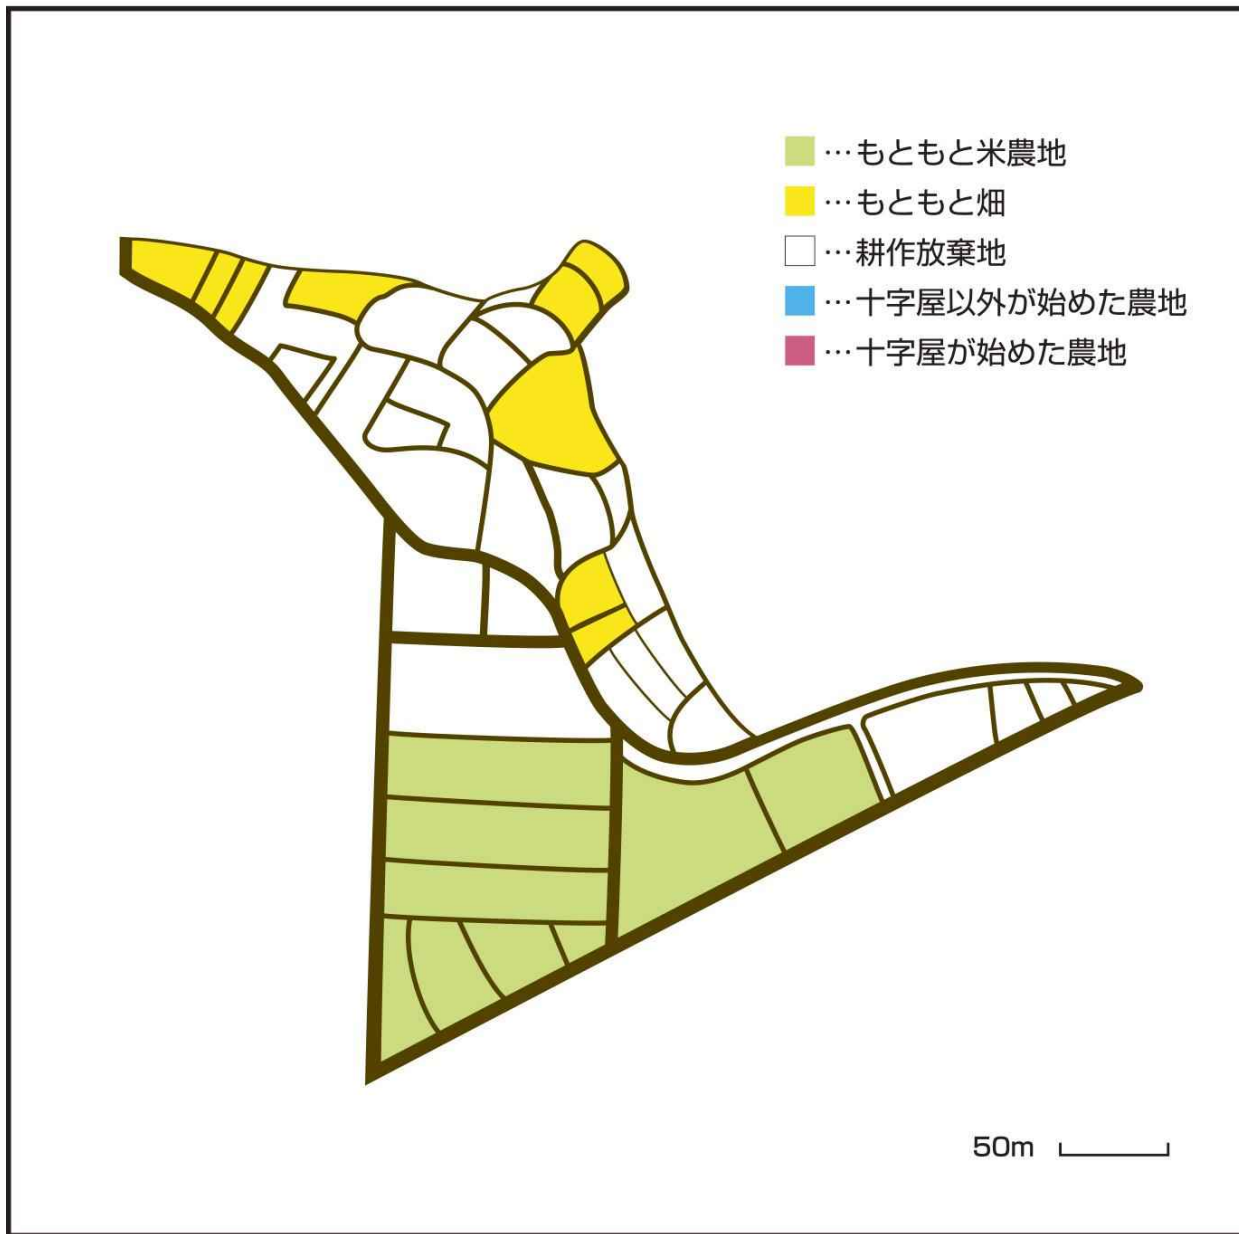 …もともと米農地
…もともと畑
…耕作放棄地
…十字屋以外が始めた農地
…十字屋が始めた農地
50m